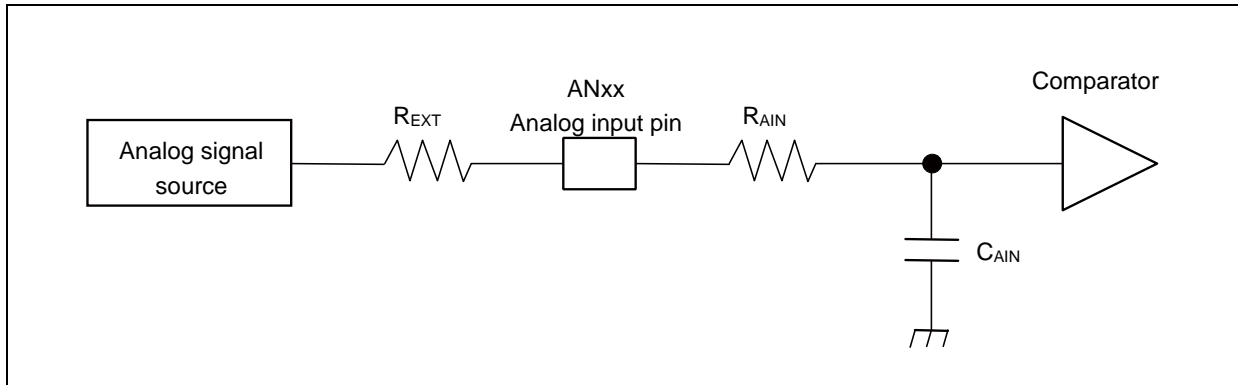 Comparator
ANxx
Analog input pin
REXT
RAIN
Analog signal
source
CAIN